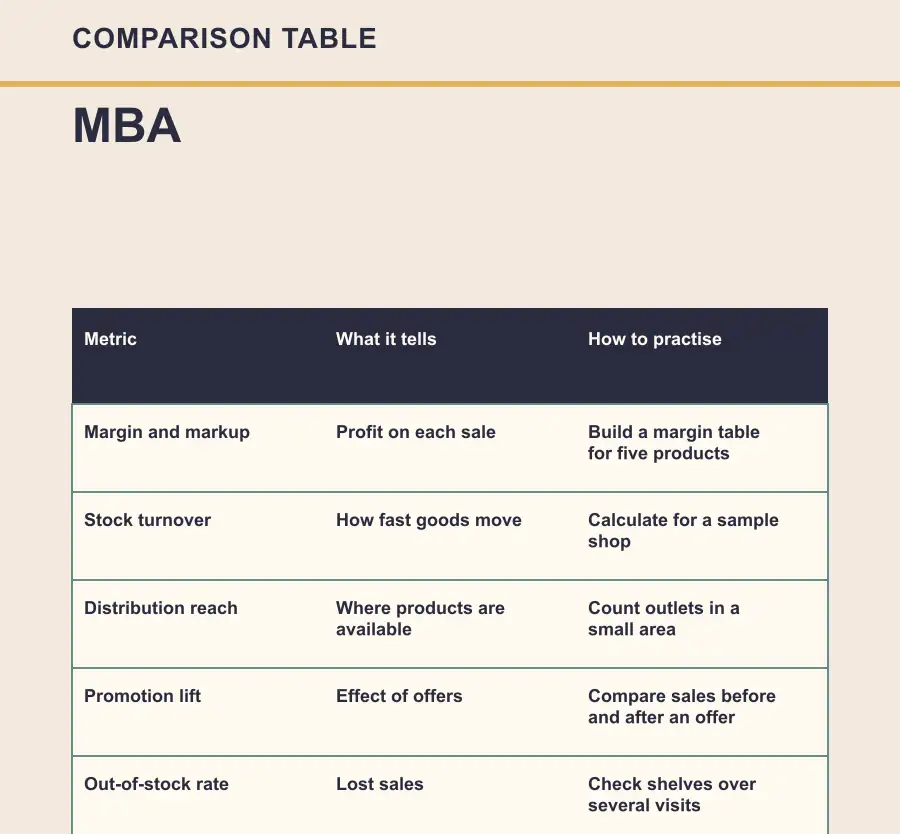 COMPARISON TABLE
MBA
Metric What it tells How to practise
Margin and markup Profit on each sale Build a margin table
for five products
Stock turnover How fast goods move Calculate for a sample
shop
Distribution reach Where products are Count outlets in a
available small area
Promotion lift Effect of offers Compare sales before
and after an offer
Out-of-stock rate Lost sales Check shelves over
several visits